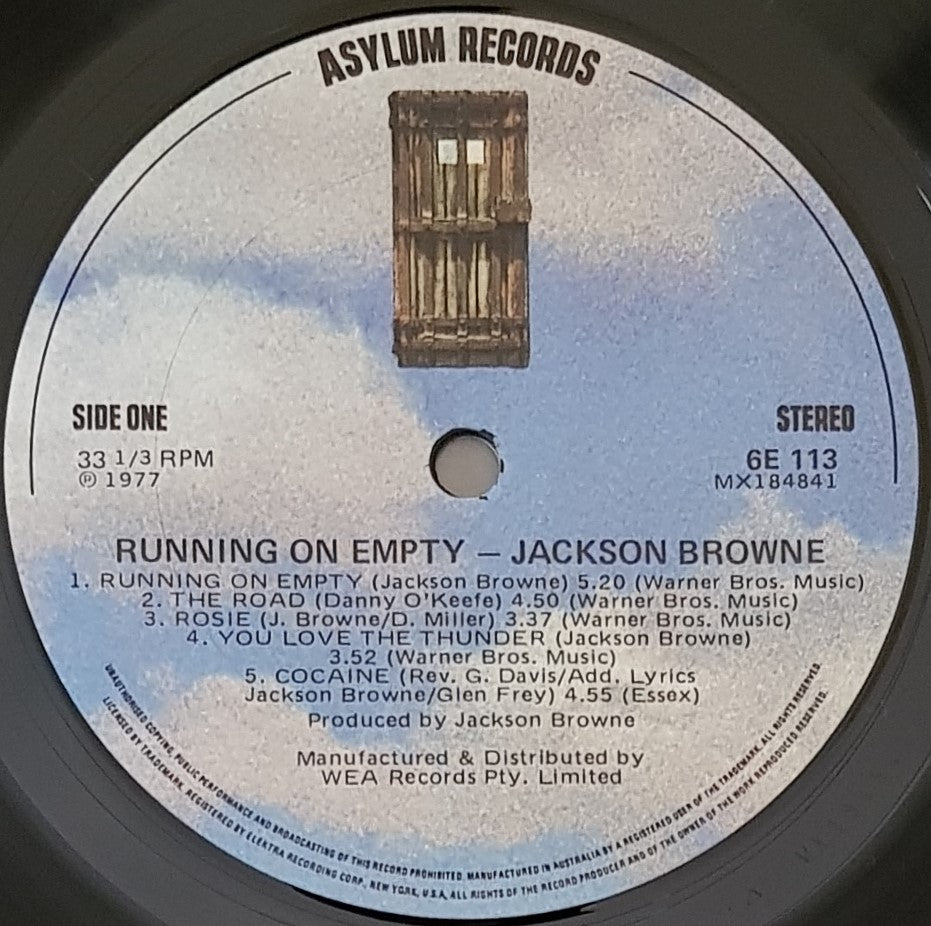 ASYLUM RECORDS
SIDE ONE
STEREO
33 1/3 RPM
℗ 1977
6E 113
MX184841
RUNNING ON EMPTY – JACKSON BROWNE
1. RUNNING ON EMPTY (Jackson Browne) 5.20 (Warner Bros. Music)
2. THE ROAD (Danny O'Keefe) 4.50 (Warner Bros. Music)
3. ROSIE (J. Browne/D. Miller) 3.37 (Warner Bros. Music)
4. YOU LOVE THE THUNDER (Jackson Browne)
3.52 (Warner Bros. Music)
5. COCAINE (Rev. G. Davis/Add. Lyrics
Jackson Browne/Glen Frey) 4.55 (Essex)
Produced by Jackson Browne
Manufactured & Distributed by
WEA Records Pty. Limited
UNAUTHORISED COPYING, PUBLIC PERFORMANCE AND BROADCASTING OF THIS RECORD PROHIBITED. MANUFACTURED IN AUSTRALIA BY A REGISTERED USER OF THE TRADEMARK. ALL RIGHTS RESERVED.
LICENSED BY TRADEMARK. REGISTERED BY ELEKTRA RECORDING CORP., NEW YORK, U.S.A. ALL RIGHTS OF THE RECORD PRODUCER AND OF THE OWNER OF THE WORK REPRODUCED RESERVED.